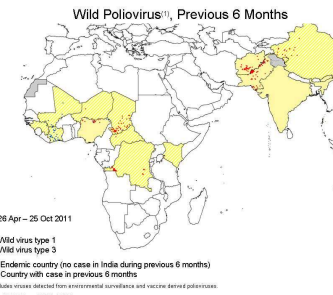 Wild Poliovirus(1), Previous 6 Months
26 Apr – 25 Oct 2011
Wild virus type 1
Wild virus type 3
Endemic country (no case in India during previous 6 months)
Country with case in previous 6 months
cludes viruses detected from environmental surveillance and vaccine derived polioviruses.